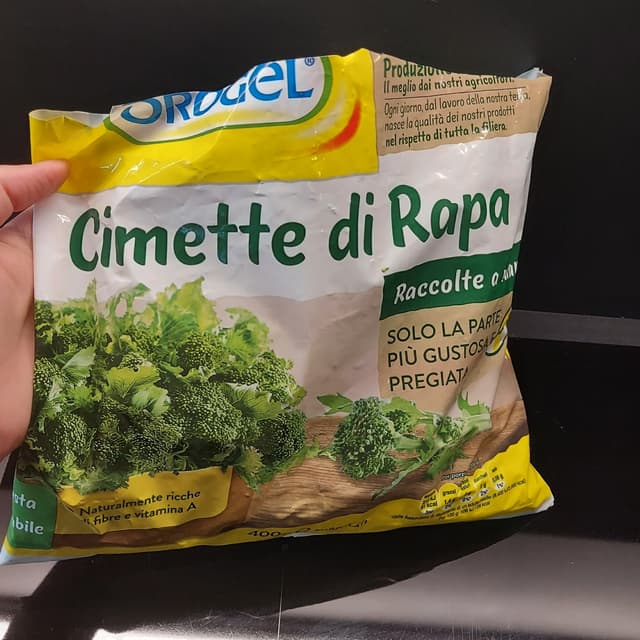 OROGEL®
Produzione
Il meglio dai nostri agricoltori.
Ogni giorno, dal lavoro della nostra terra,
nasce la qualità dei nostri prodotti
nel rispetto di tutta la filiera.
Cimette di Rapa
Raccolte a
SOLO LA PARTE
PIÙ GUSTOSA
PREGIATA
Naturalmente ricche
di fibre e vitamina A
400g